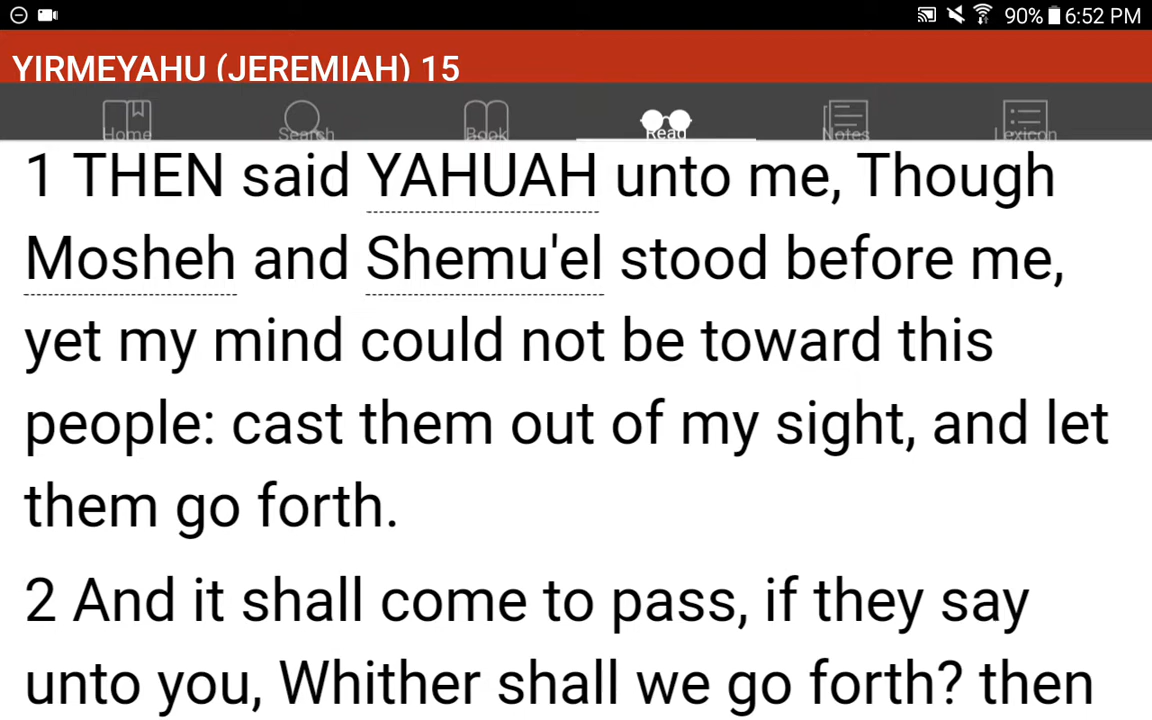 90% 6:52 PM
YIRMEYAHU (JEREMIAH) 15
Home Search Book Read Notes Lexicon
1 THEN said YAHUAH unto me, Though
Mosheh and Shemu'el stood before me,
yet my mind could not be toward this
people: cast them out of my sight, and let
them go forth.
2 And it shall come to pass, if they say
unto you, Whither shall we go forth? then